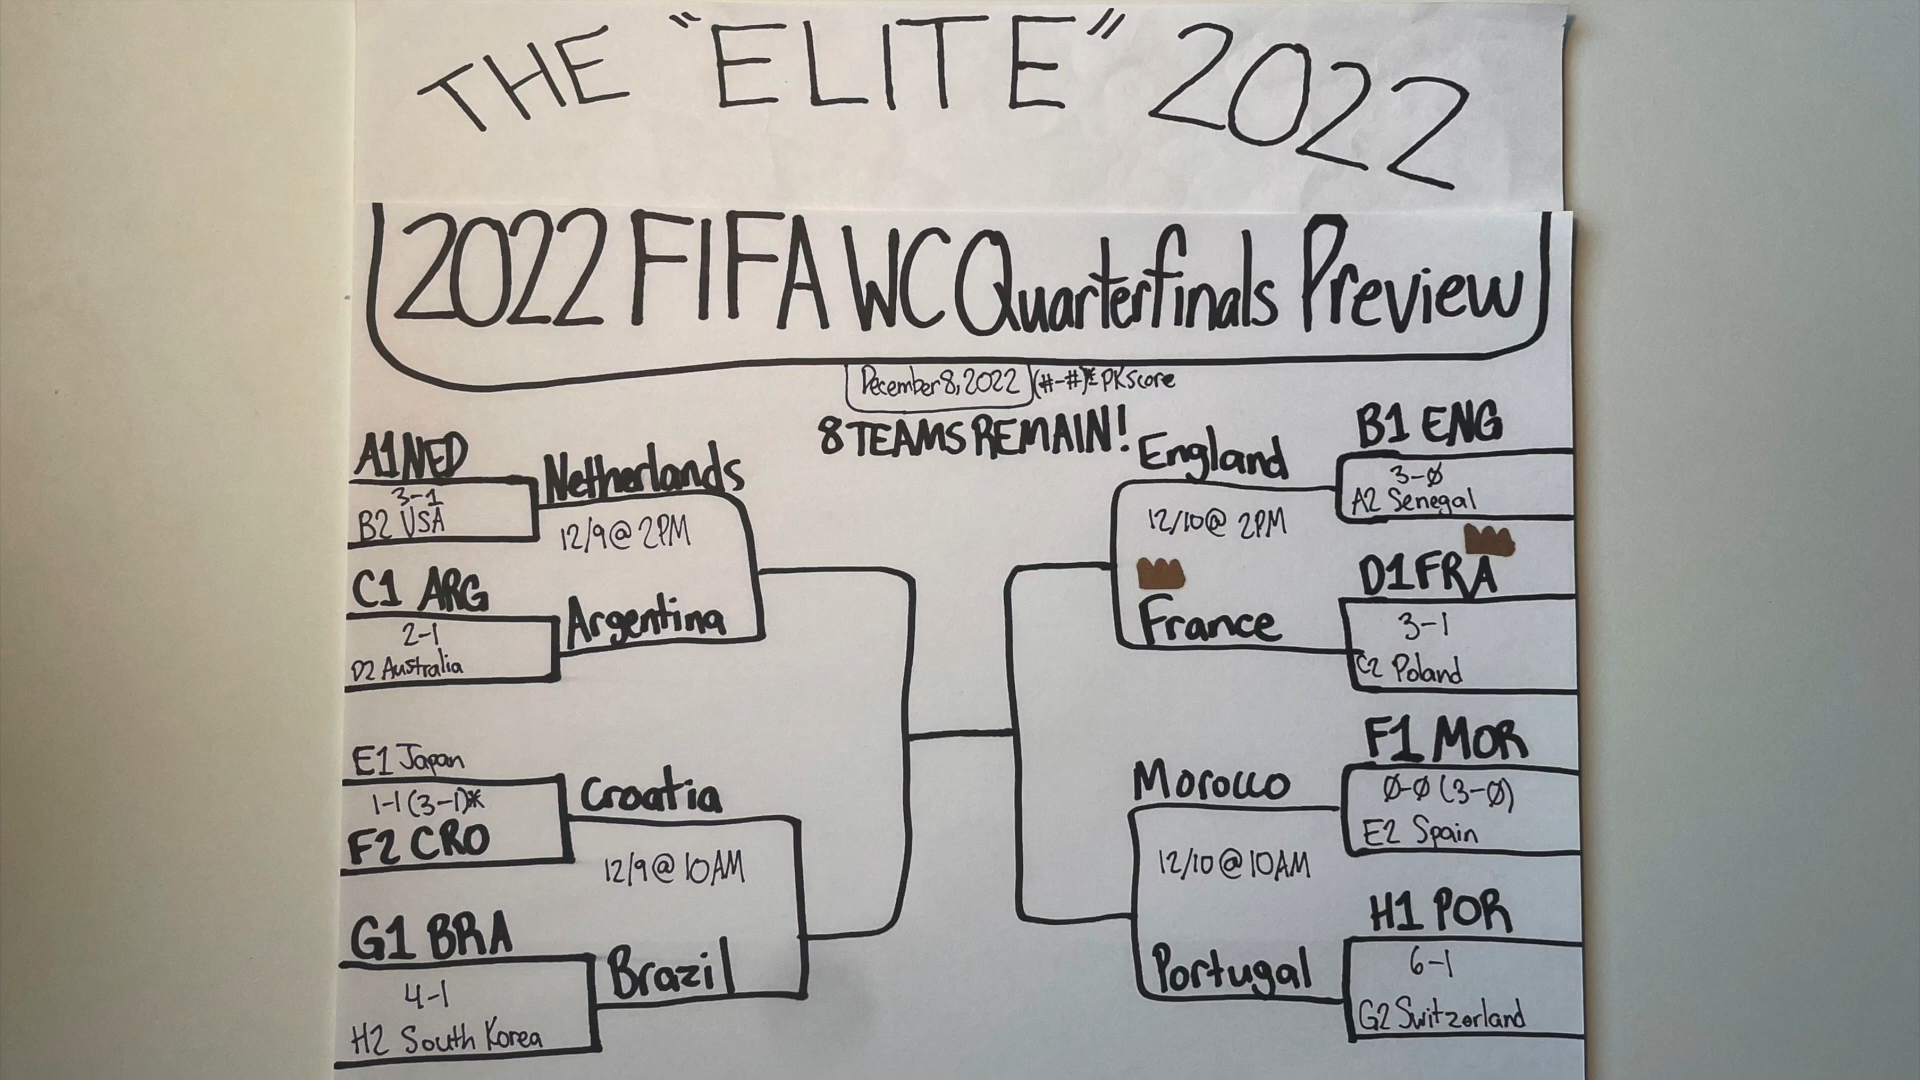 THE "ELITE" 2022
2022 FIFA WC Quarterfinals Preview
December 8, 2022 (#-#)*= PK score
8 TEAMS REMAIN!
A1 NED
3-1
B2 USA
Netherlands
12/9 @ 2PM
C1 ARG
2-1
D2 Australia
Argentina
E1 Japan
1-1 (3-1)*
F2 CRO
Croatia
12/9 @ 10AM
G1 BRA
4-1
H2 South Korea
Brazil
England
12/10 @ 2PM
B1 ENG
3-Ø
A2 Senegal
France
D1 FRA
3-1
C2 Poland
Morocco
12/10 @ 10AM
F1 MOR
Ø-Ø (3-Ø)
E2 Spain
Portugal
H1 POR
6-1
G2 Switzerland